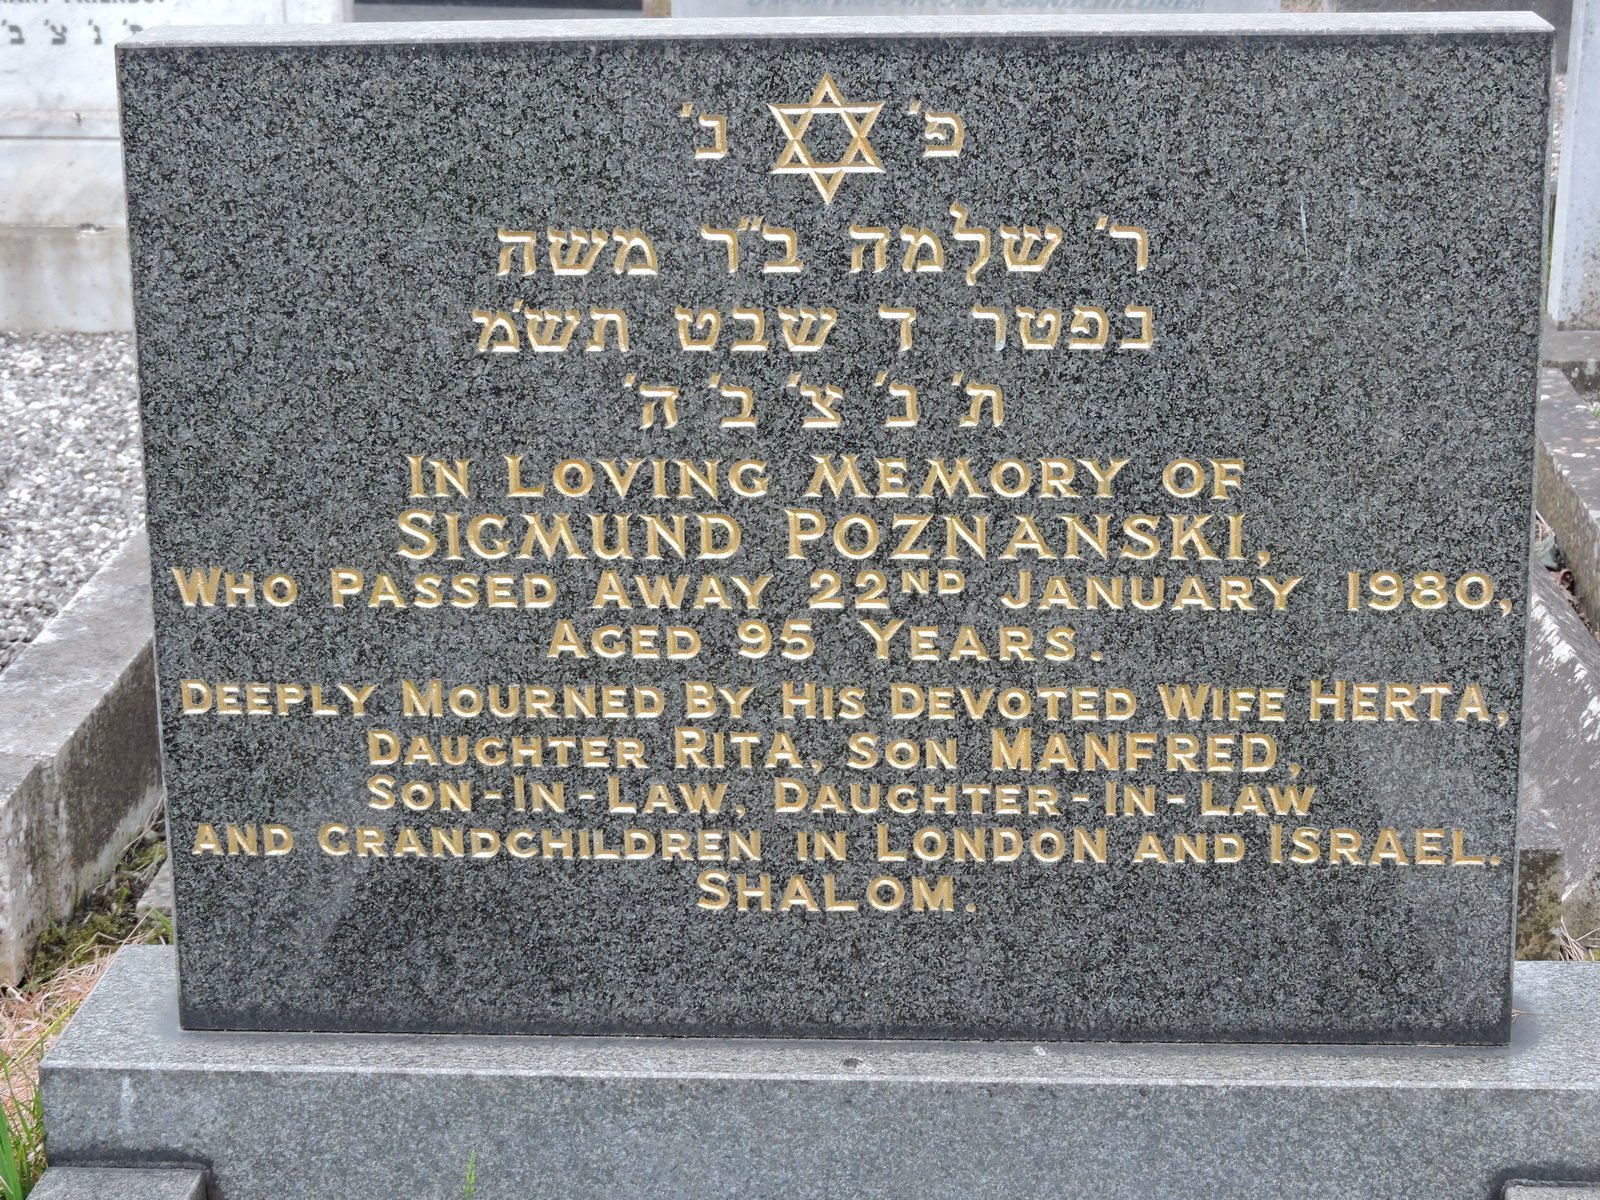 פ׳ נ׳
ר׳ שלמה ב״ר משה
נפטר ד שבט תש׳מ
ת׳ נ׳ צ׳ ב׳ ה׳
IN LOVING MEMORY OF
SIGMUND POZNANSKI,
WHO PASSED AWAY 22ND JANUARY 1980,
AGED 95 YEARS.
DEEPLY MOURNED BY HIS DEVOTED WIFE HERTA,
DAUGHTER RITA, SON MANFRED,
SON-IN-LAW, DAUGHTER-IN-LAW
AND GRANDCHILDREN IN LONDON AND ISRAEL.
SHALOM.